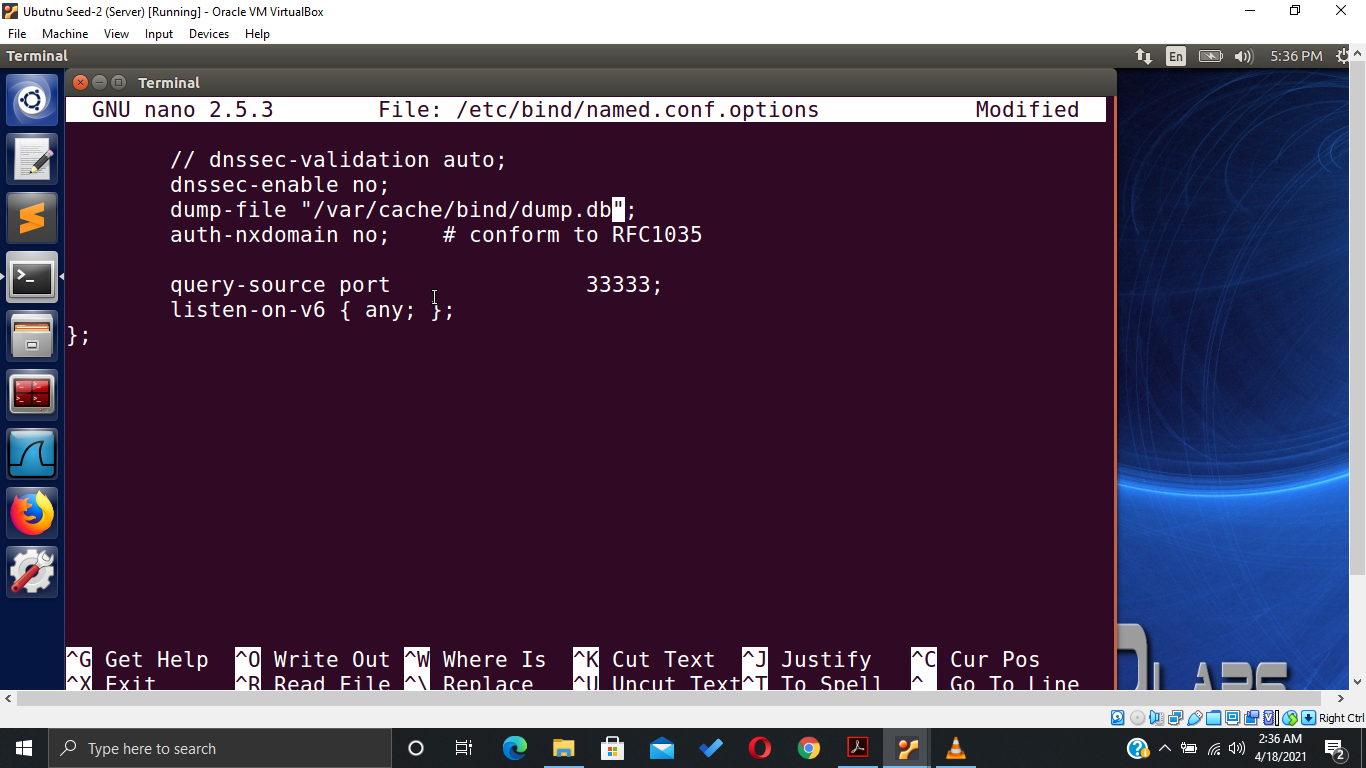 Ubutnu Seed-2 (Server) [Running] - Oracle VM VirtualBox
File Machine View Input Devices Help
Terminal En 5:36 PM
Terminal
GNU nano 2.5.3 File: /etc/bind/named.conf.options Modified
// dnssec-validation auto;
dnssec-enable no;
dump-file "/var/cache/bind/dump.db";
auth-nxdomain no; # conform to RFC1035
query-source port 33333;
listen-on-v6 { any; };
};
^G Get Help ^O Write Out ^W Where Is ^K Cut Text ^J Justify ^C Cur Pos
^X Exit ^R Read File ^\ Replace ^U Uncut Text ^T To Spell ^_ Go To Line
Right Ctrl
Type here to search
2:36 AM
4/18/2021
2